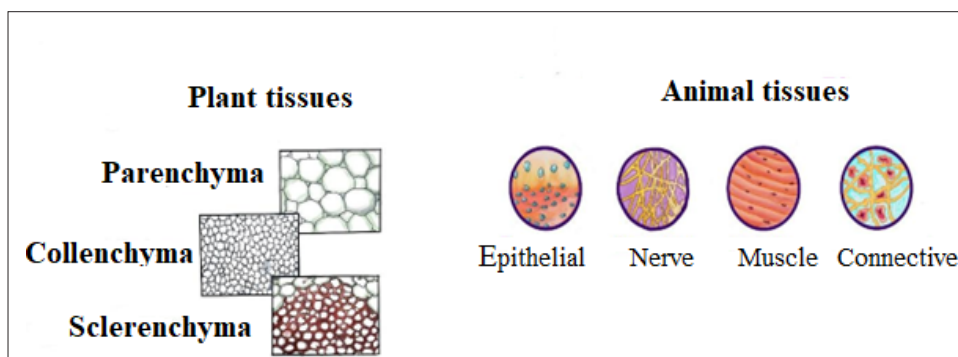 Plant tissues
Parenchyma
Collenchyma
Sclerenchyma
Animal tissues
Epithelial Nerve Muscle Connective